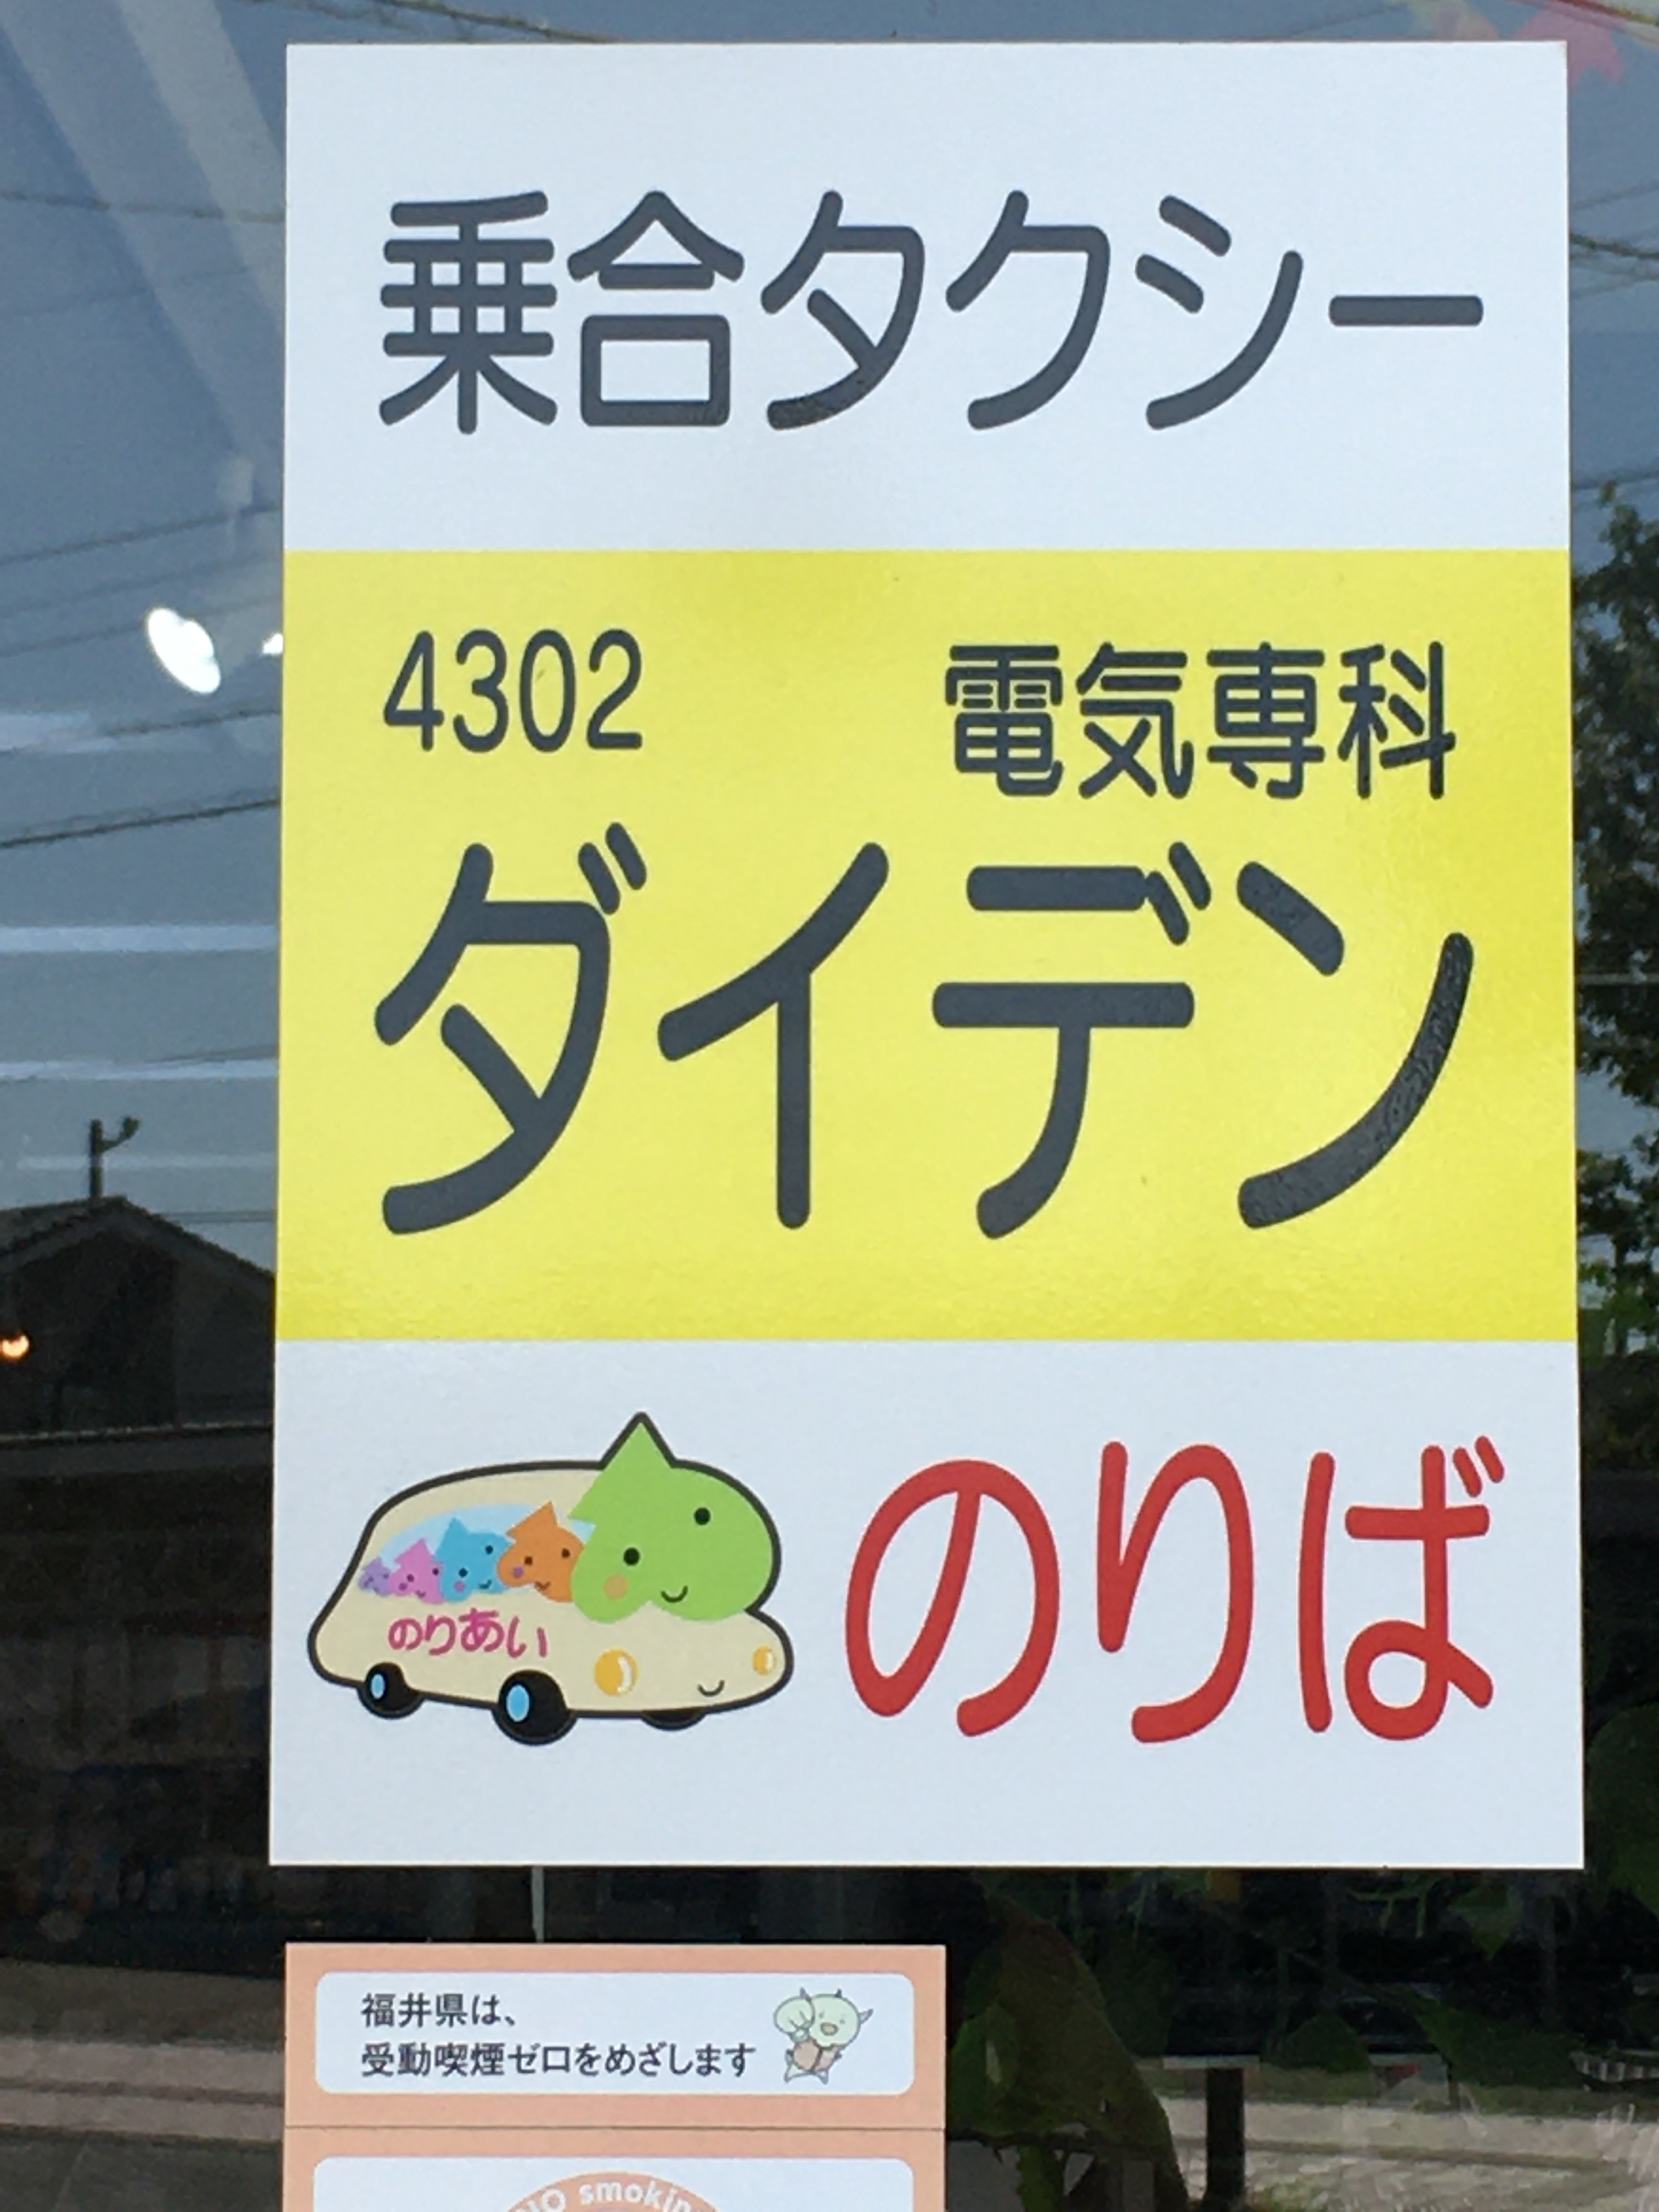 乗合タクシー
4302 電気専科
ダイデン
のりあい
のりば
福井県は、
受動喫煙ゼロをめざします
NO smoking